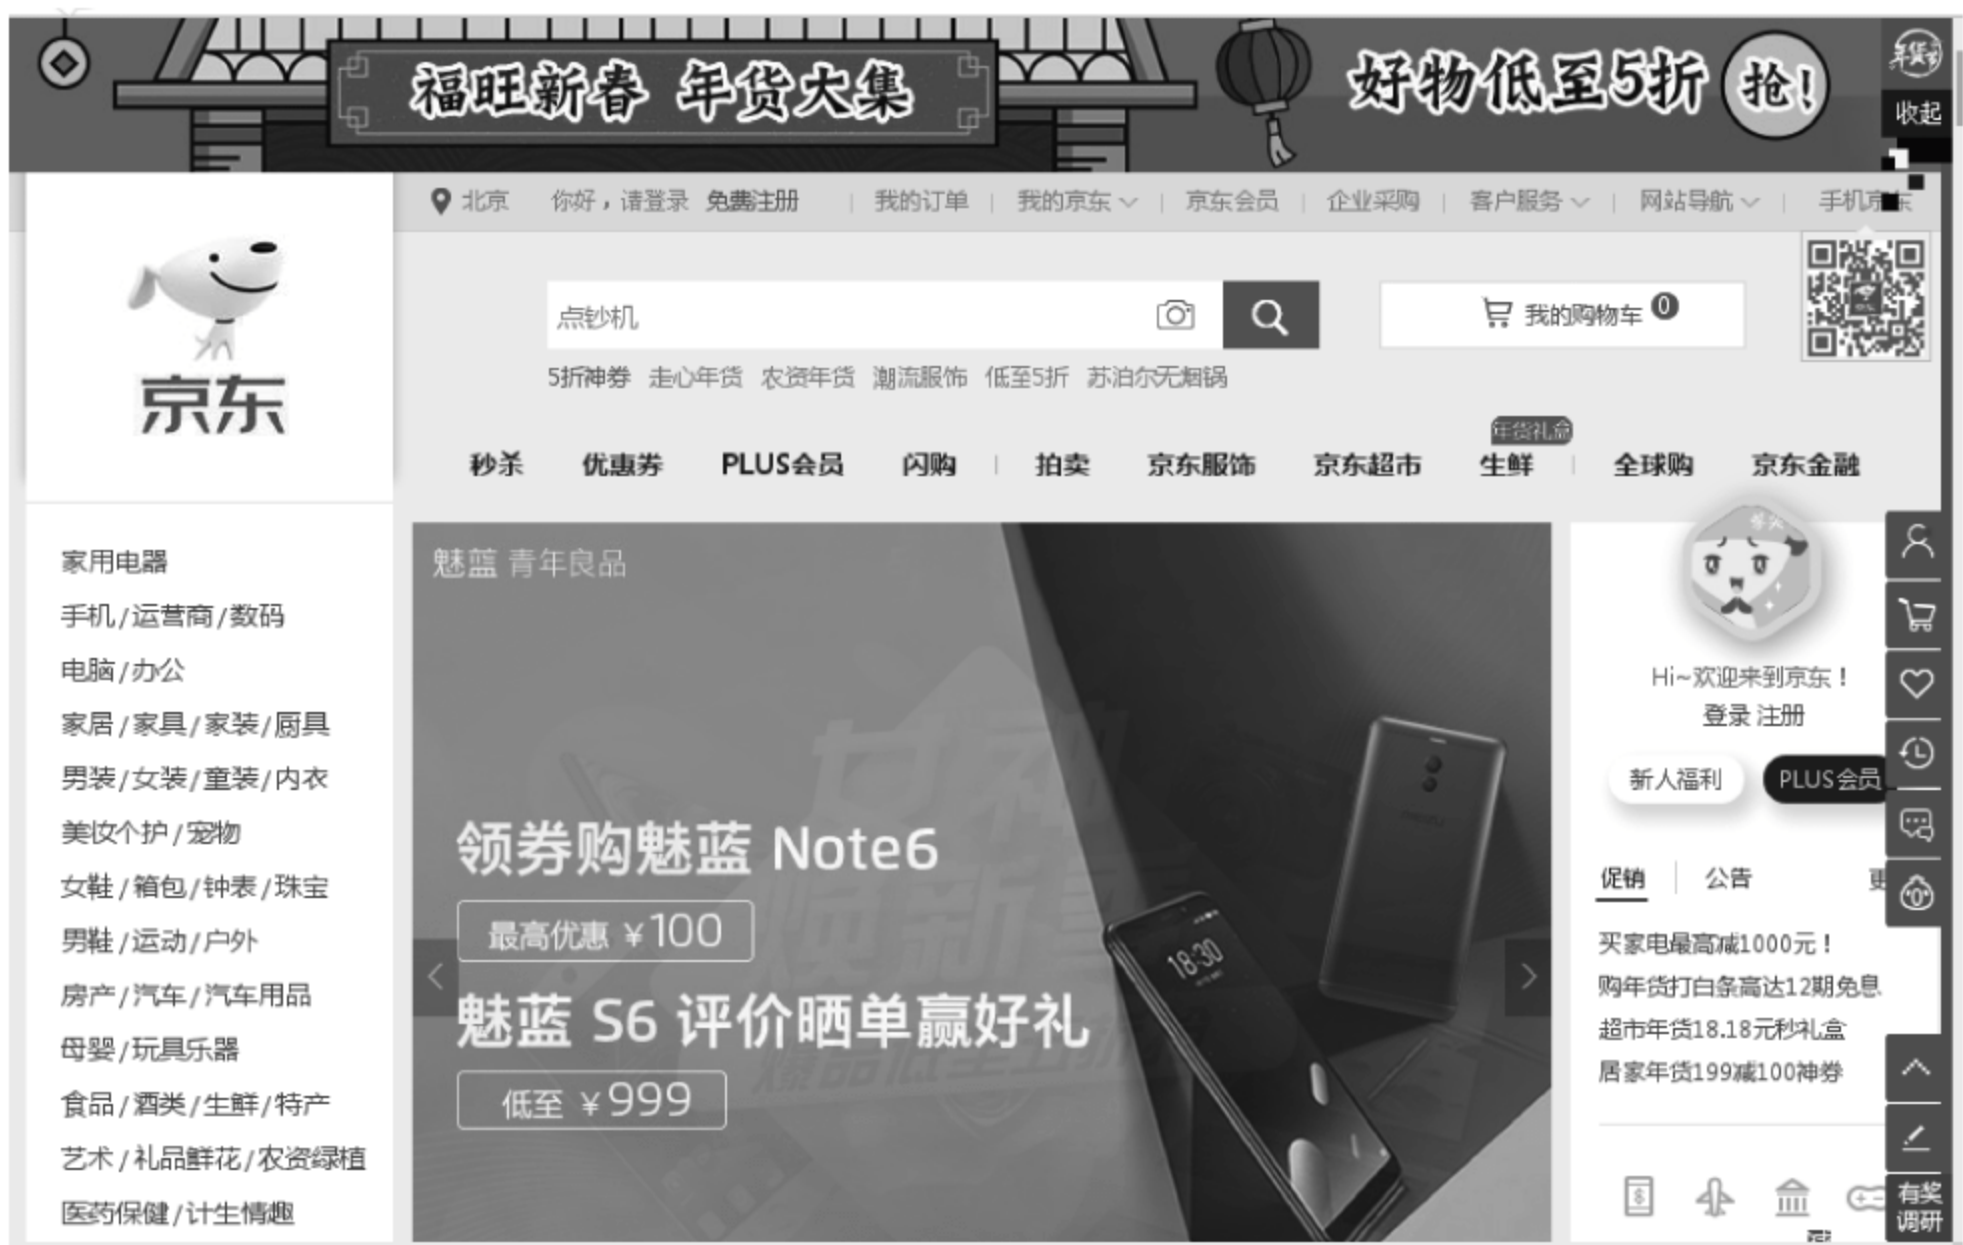 福旺新春 年货大集
好物低至5折 抢!
收起
北京 你好，请登录 免费注册 我的订单 我的京东 京东会员 企业采购 客户服务 网站导航 手机京东
京东
点钞机
我的购物车 0
5折神券 走心年货 农资年货 潮流服饰 低至5折 苏泊尔无烟锅
年货礼盒
秒杀 优惠券 PLUS会员 闪购 拍卖 京东服饰 京东超市 生鲜 全球购 京东金融
家用电器
手机/运营商/数码
电脑/办公
家居/家具/家装/厨具
男装/女装/童装/内衣
美妆个护/宠物
女鞋/箱包/钟表/珠宝
男鞋/运动/户外
房产/汽车/汽车用品
母婴/玩具乐器
食品/酒类/生鲜/特产
艺术/礼品鲜花/农资绿植
医药保健/计生情趣
魅蓝 青年良品
领券购魅蓝 Note6
最高优惠 ¥100
魅蓝 S6 评价晒单赢好礼
低至 ¥999
18:30
Hi~欢迎来到京东！
登录 注册
新人福利 PLUS会员
促销 公告 更
买家电最高减1000元！
购年货打白条高达12期免息
超市年货18.18元秒礼盒
居家年货199减100神券
有奖
调研